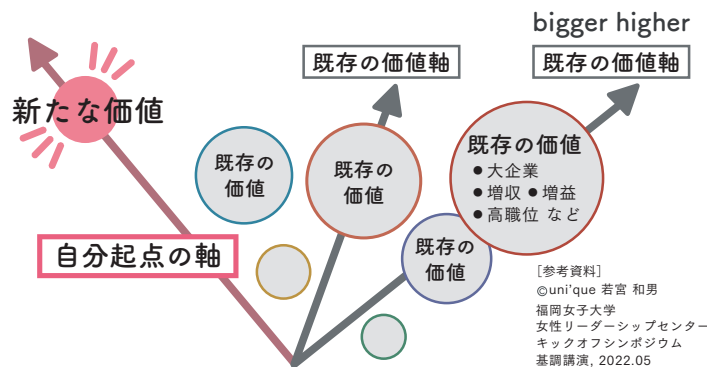 bigger higher
既存の価値軸
既存の価値軸
新たな価値
既存の
価値
既存の
価値
既存の価値
●大企業
●増収 ●増益
●高職位 など
自分起点の軸
既存の
価値
[参考資料]
©uni'que 若宮 和男
福岡女子大学
女性リーダーシップセンター
キックオフシンポジウム
基調講演, 2022.05